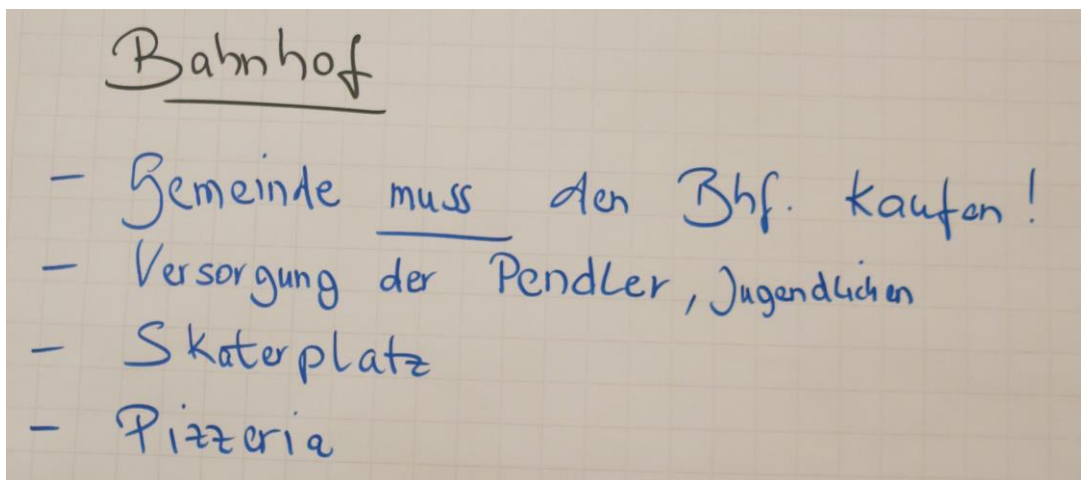 Bahnhof
- Gemeinde muss den Bhf. kaufen!
- Versorgung der Pendler, Jugendlichen
- Skaterplatz
- Pizzeria